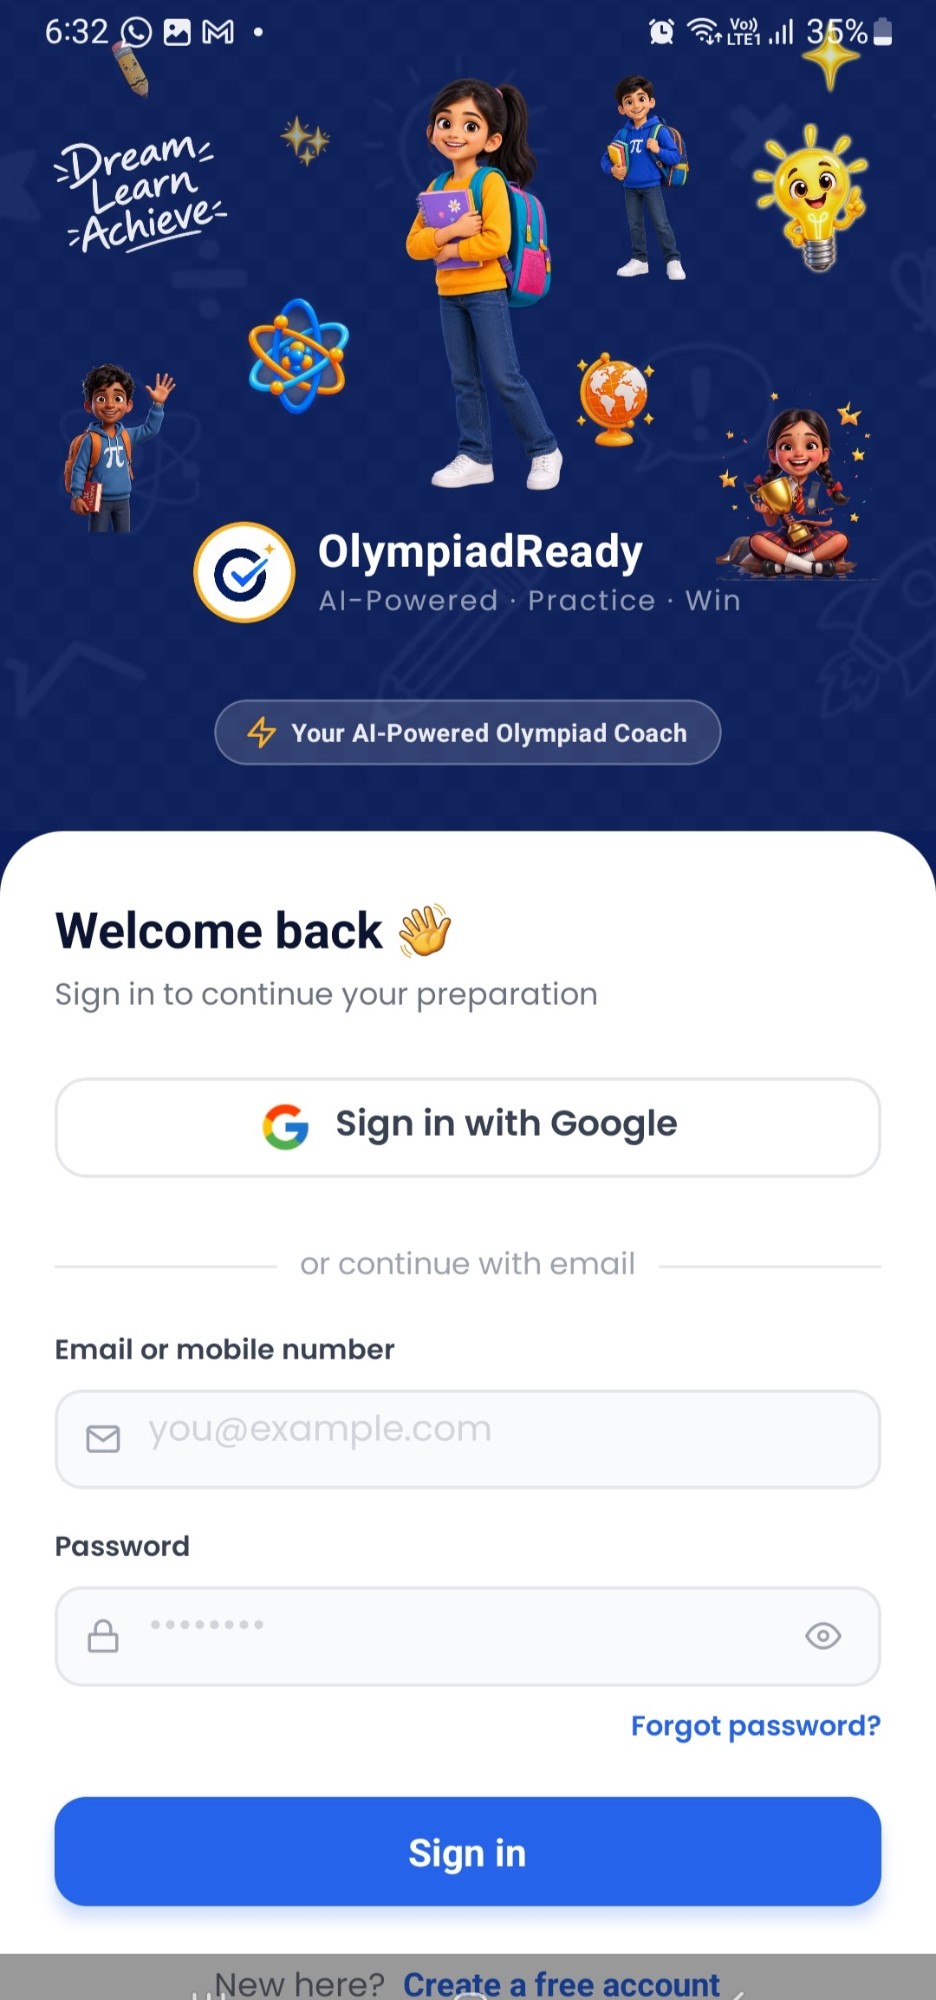 6:32
Vo)) LTE1 35%
Dream
Learn
Achieve
π
π
OlympiadReady
AI-Powered · Practice · Win
Your AI-Powered Olympiad Coach
Welcome back 👋
Sign in to continue your preparation
Sign in with Google
or continue with email
Email or mobile number
you@example.com
Password
••••••••
Forgot password?
Sign in
New here? Create a free account